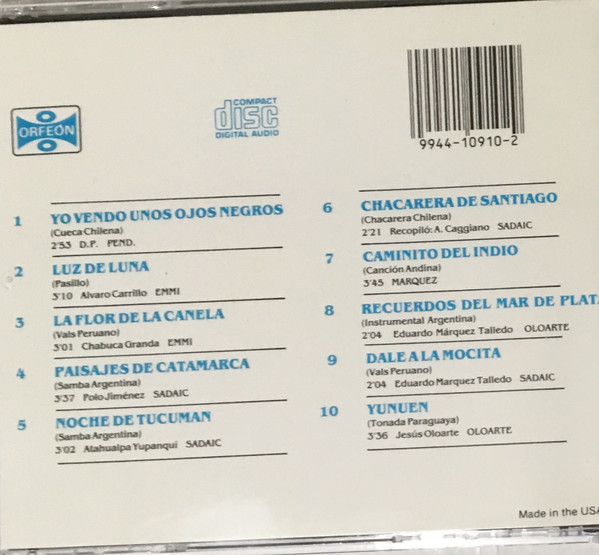 ORFEÓN
COMPACT
disc
DIGITAL AUDIO
9944-10910-2
1 YO VENDO UNOS OJOS NEGROS
(Cueca Chilena)
2'53 D.P. PEND.
2 LUZ DE LUNA
(Pasillo)
3'10 Alvaro Carrillo EMMI
3 LA FLOR DE LA CANELA
(Vals Peruano)
3'01 Chabuca Granda EMMI
4 PAISAJES DE CATAMARCA
(Samba Argentina)
3'37 Polo Jiménez SADAIC
5 NOCHE DE TUCUMAN
(Samba Argentina)
3'02 Atahualpa Yupanqui SADAIC
6 CHACARERA DE SANTIAGO
(Chacarera Chilena)
2'21 Recopiló: A. Caggiano SADAIC
7 CAMINITO DEL INDIO
(Canción Andina)
3'45 MARQUEZ
8 RECUERDOS DEL MAR DE PLATA
(Instrumental Argentina)
2'04 Eduardo Márquez Talledo OLOARTE
9 DALE A LA MOCITA
(Vals Peruano)
2'04 Eduardo Marquez Talledo SADAIC
10 YUNUEN
(Tonada Paraguaya)
3'36 Jesús Oloarte OLOARTE
Made in the USA